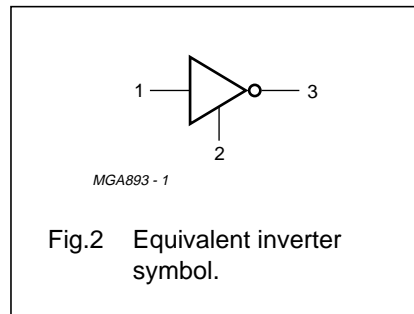 1
3
2
MGA893 - 1
Fig.2 Equivalent inverter
symbol.